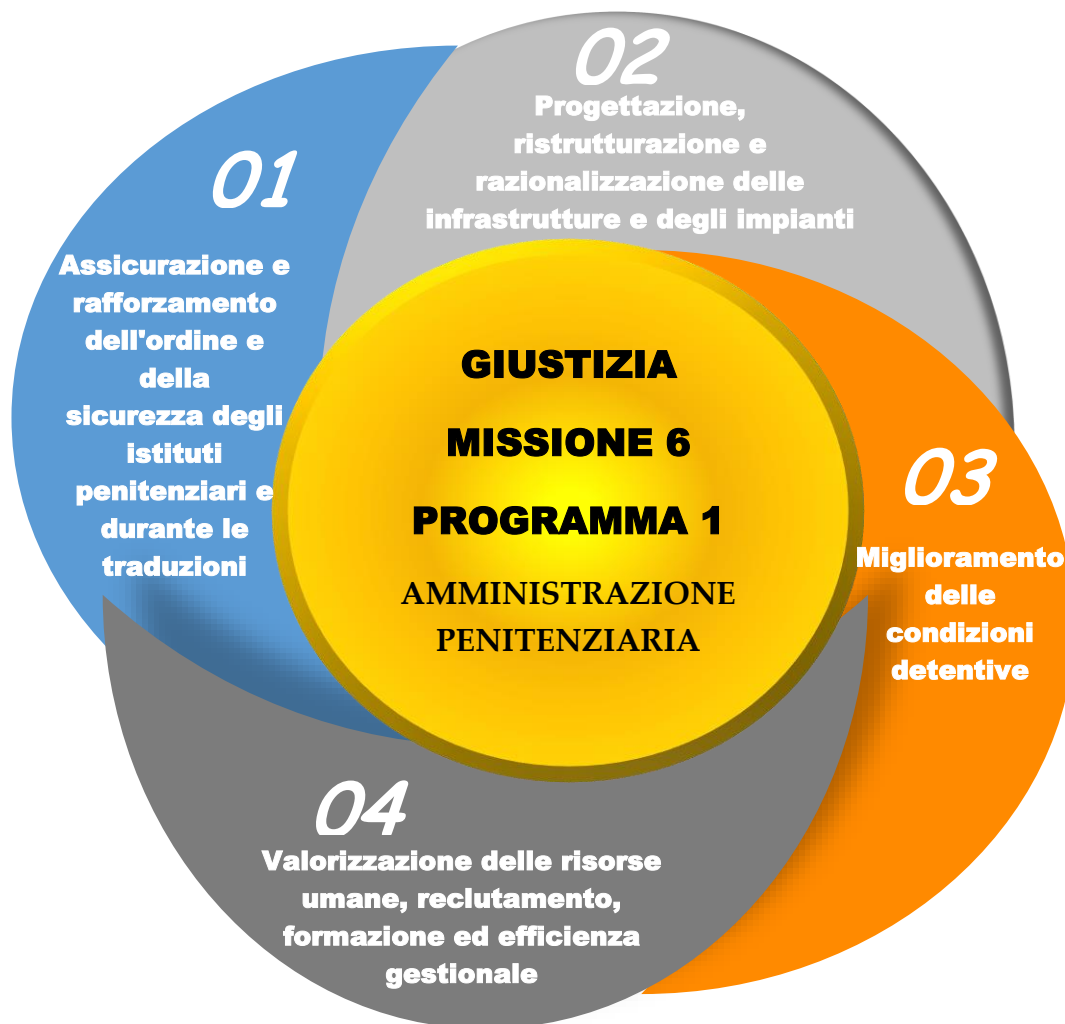 01
Assicurazione e
rafforzamento
dell'ordine e
della
sicurezza degli
istituti
penitenziari e
durante le
traduzioni
02
Progettazione,
ristrutturazione e
razionalizzazione delle
infrastrutture e degli impianti
03
Miglioramento
delle
condizioni
detentive
04
Valorizzazione delle risorse
umane, reclutamento,
formazione ed efficienza
gestionale
GIUSTIZIA
MISSIONE 6
PROGRAMMA 1
AMMINISTRAZIONE
PENITENZIARIA